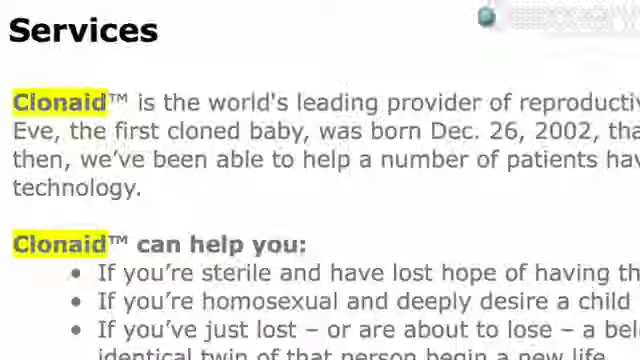 Services
Clonaid™ is the world's leading provider of reproductiv
Eve, the first cloned baby, was born Dec. 26, 2002, tha
then, we've been able to help a number of patients hav
technology.
Clonaid™ can help you:
• If you're sterile and have lost hope of having th
• If you're homosexual and deeply desire a child
• If you've just lost – or are about to lose – a bel
identical twin of that person begin a new life